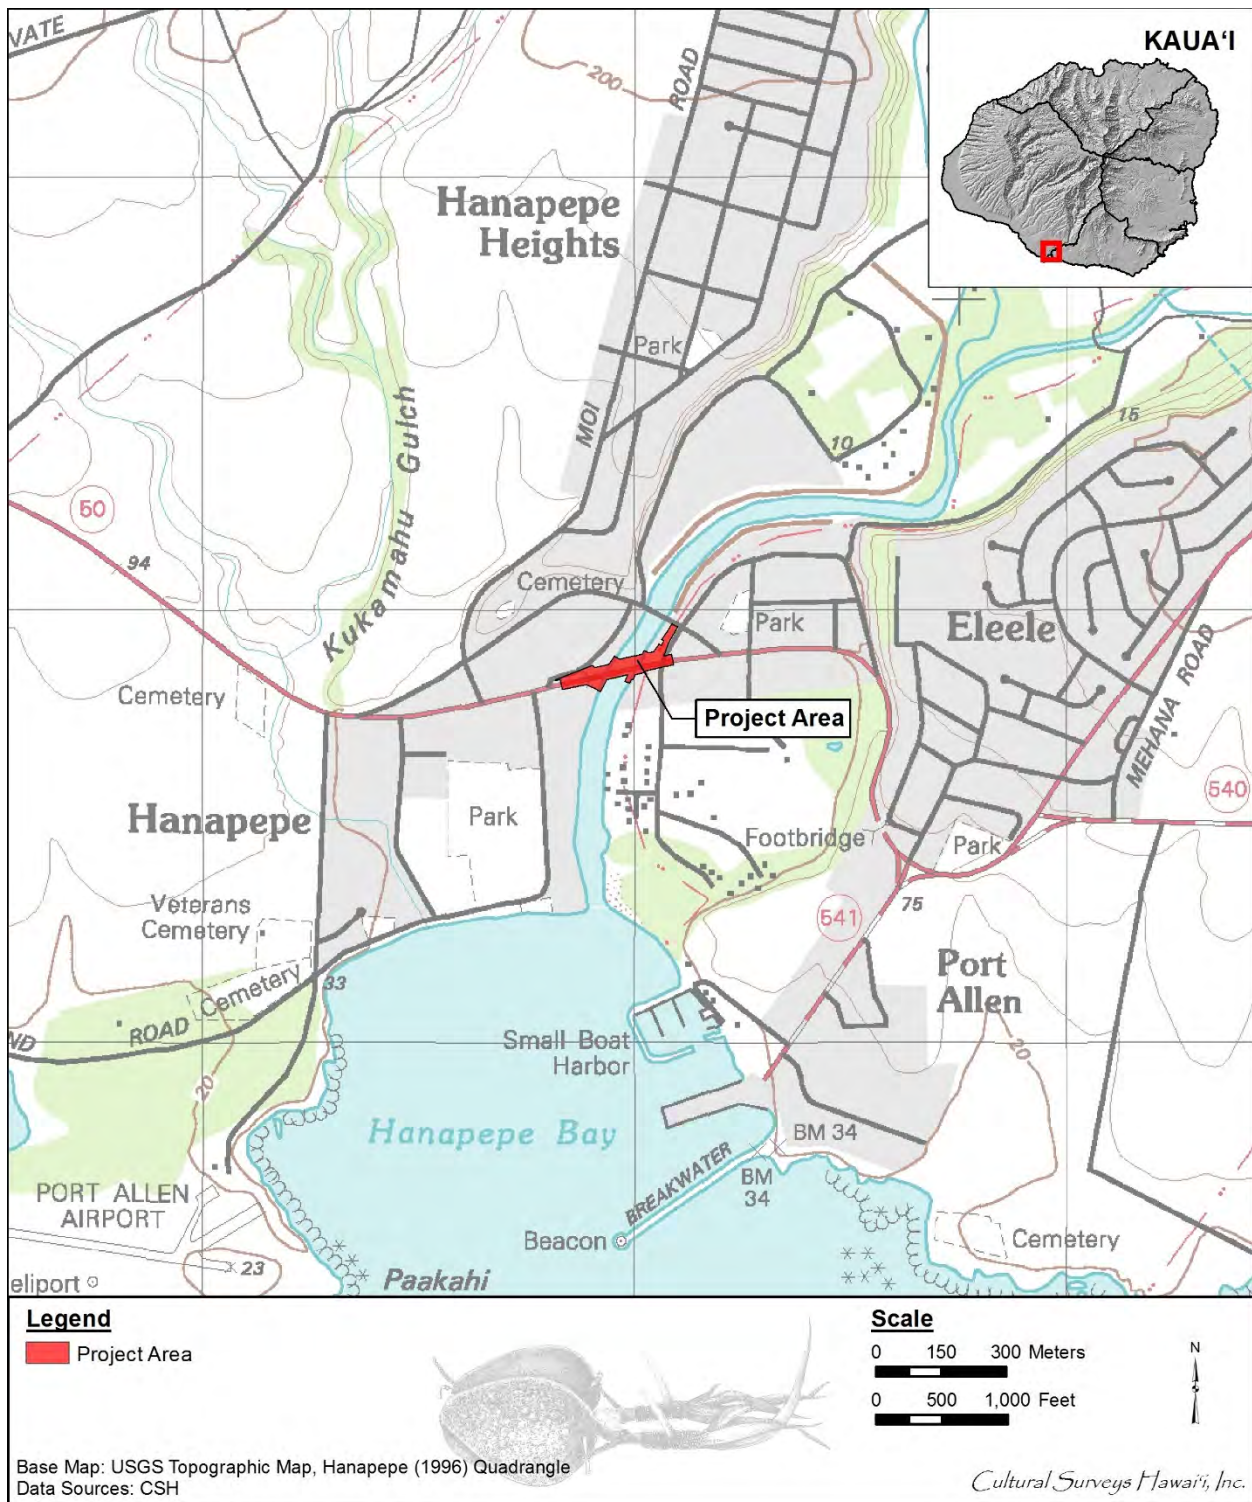 VATE
KAUAʻI
200
ROAD
Hanapepe
Heights
Park
MOI
Kukamahu Gulch
10
15
50
94
Cemetery
Park
Eleele
MEHANA ROAD
Cemetery
Project Area
540
Hanapepe
Park
Footbridge
Park
Veterans
Cemetery
541
75
Cemetery
33
Port
Allen
ND
ROAD
20
Small Boat
Harbor
20
Hanapepe Bay
BM 34
BREAKWATER
BM
34
PORT ALLEN
AIRPORT
Beacon
Cemetery
23
Paakahi
eliport
Legend
Project Area
Scale
0 150 300 Meters
0 500 1,000 Feet
N
Base Map: USGS Topographic Map, Hanapepe (1996) Quadrangle
Data Sources: CSH
Cultural Surveys Hawaiʻi, Inc.